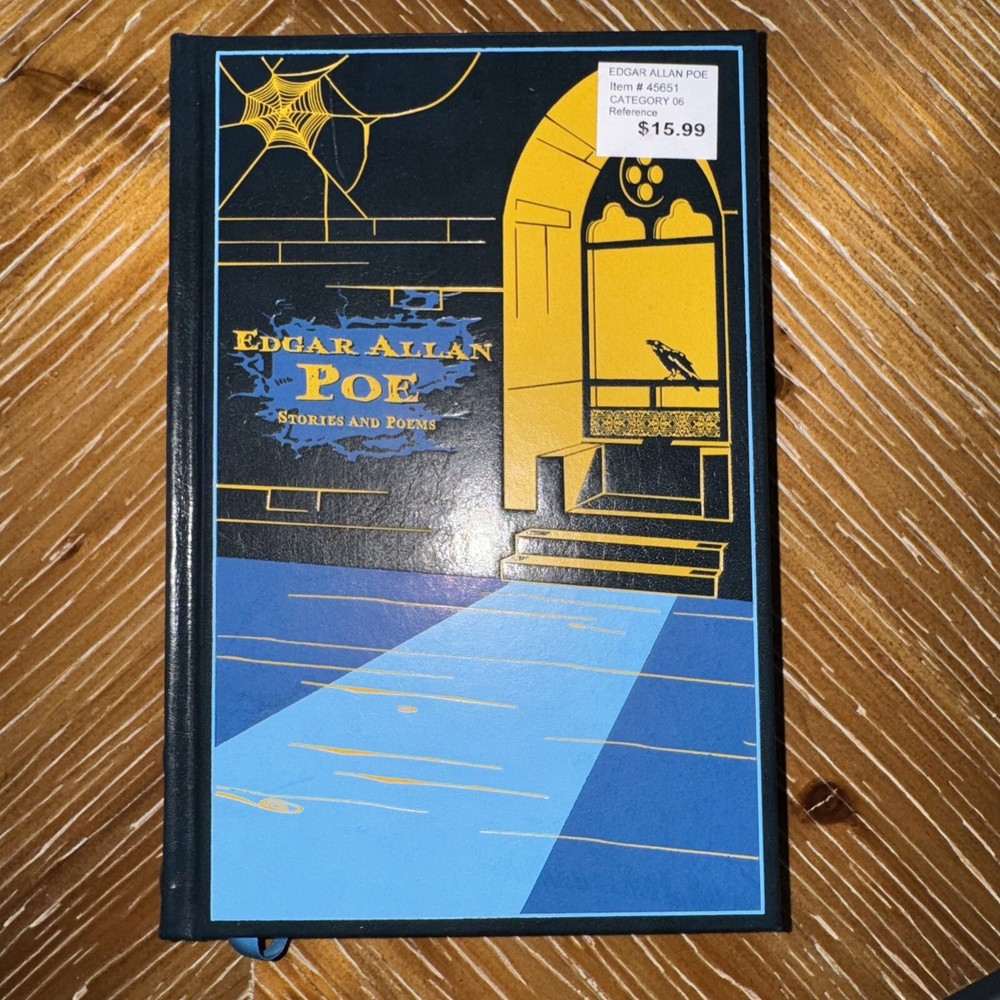 EDGAR ALLAN POE
Item # 45651
CATEGORY 06
Reference
$15.99
EDGAR ALLAN
POE
STORIES AND POEMS